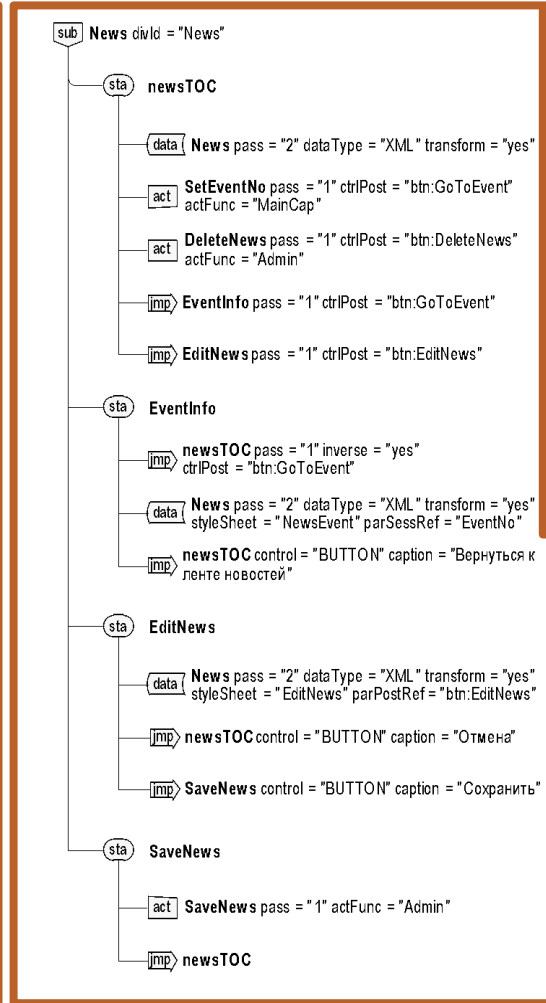 sub News divId = "News"
sta newsTOC
data News pass = "2" dataType = "XML" transform = "yes"
SetEventNo pass = "1" ctrlPost = "btn:GoToEvent"
act actFunc = "MainCap"
DeleteNews pass = "1" ctrlPost = "btn:DeleteNews"
act actFunc = "Admin"
jmp EventInfo pass = "1" ctrlPost = "btn:GoToEvent"
jmp EditNews pass = "1" ctrlPost = "btn:EditNews"
sta EventInfo
newsTOC pass = "1" inverse = "yes"
jmp ctrlPost = "btn:GoToEvent"
News pass = "2" dataType = "XML" transform = "yes"
data styleSheet = "NewsEvent" parSessRef = "EventNo"
newsTOC control = "BUTTON" caption = "Вернуться к
jmp ленте новостей"
sta EditNews
News pass = "2" dataType = "XML" transform = "yes"
data styleSheet = "EditNews" parPostRef = "btn:EditNews"
jmp newsTOC control = "BUTTON" caption = "Отмена"
jmp SaveNews control = "BUTTON" caption = "Сохранить"
sta SaveNews
act SaveNews pass = "1" actFunc = "Admin"
jmp newsTOC